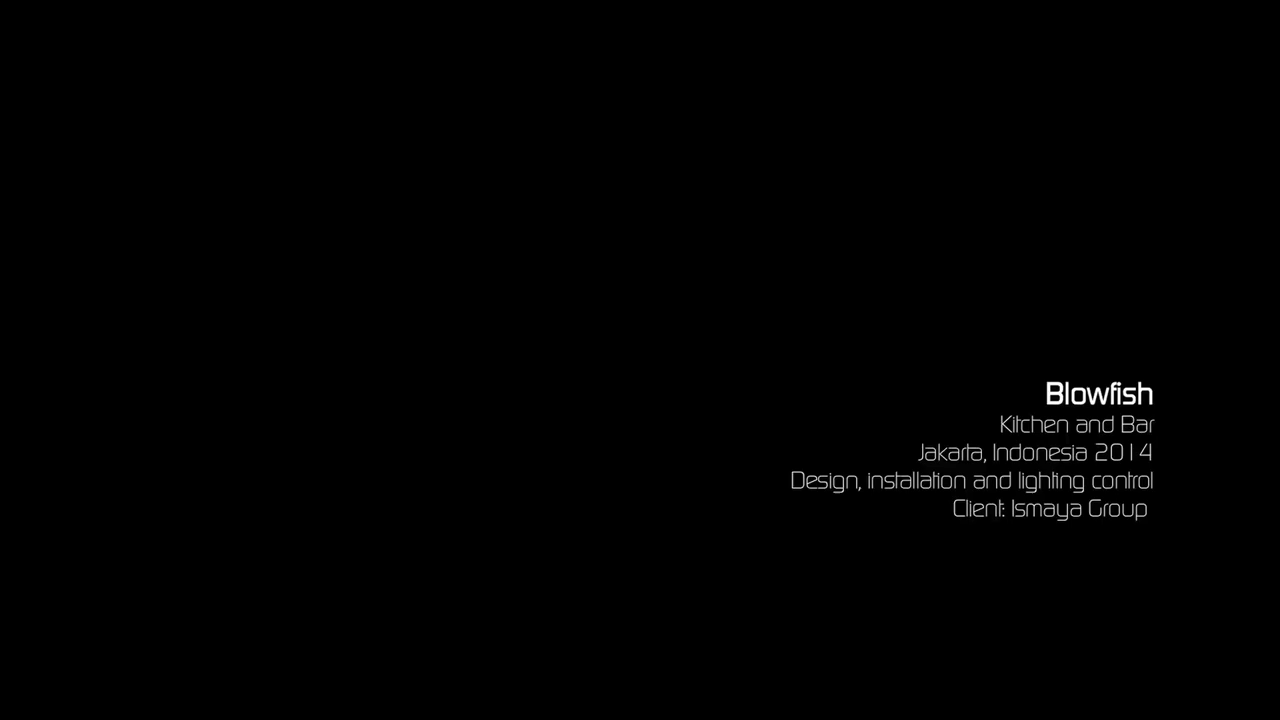 Blowfish
Kitchen and Bar
Jakarta, Indonesia 2014
Design, installation and lighting control
Client: Ismaya Group